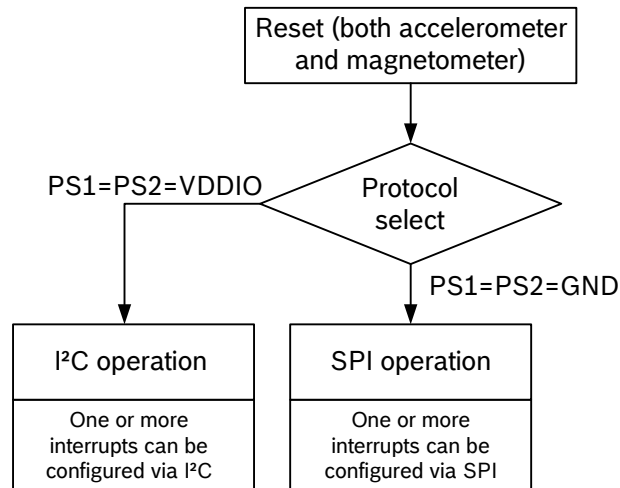 Reset (both accelerometer
and magnetometer)
PS1=PS2=VDDIO
Protocol
select
PS1=PS2=GND
I²C operation
One or more
interrupts can be
configured via I²C
SPI operation
One or more
interrupts can be
configured via SPI